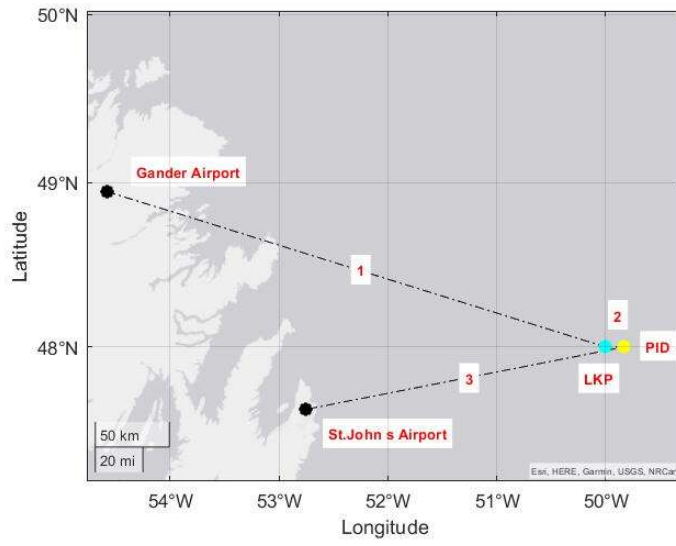 50°N
Gander Airport
49°N
Latitude
1
2
48°N
PID
LKP
3
St.John s Airport
50 km
20 mi
Esri, HERE, Garmin, USGS, NRCan
54°W
53°W
52°W
51°W
50°W
Longitude